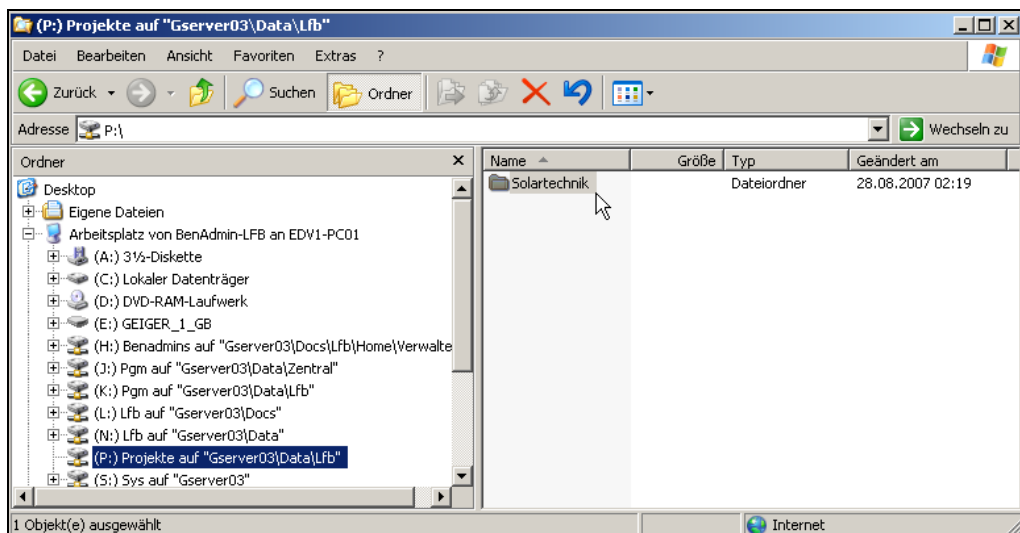 (P:) Projekte auf "Gserver03\Data\Lfb"
Datei Bearbeiten Ansicht Favoriten Extras ?
Zurück Suchen Ordner
Adresse P:\ Wechseln zu
Ordner
Desktop
Eigene Dateien
Arbeitsplatz von BenAdmin-LFB an EDV1-PC01
(A:) 3½-Diskette
(C:) Lokaler Datenträger
(D:) DVD-RAM-Laufwerk
(E:) GEIGER_1_GB
(H:) Benadmins auf "Gserver03\Docs\Lfb\Home\Verwalte
(J:) Pgm auf "Gserver03\Data\Zentral"
(K:) Pgm auf "Gserver03\Data\Lfb"
(L:) Lfb auf "Gserver03\Docs"
(N:) Lfb auf "Gserver03\Data"
(P:) Projekte auf "Gserver03\Data\Lfb"
(S:) Sys auf "Gserver03"
Name Größe Typ Geändert am
Solartechnik Dateiordner 28.08.2007 02:19
1 Objekt(e) ausgewählt Internet